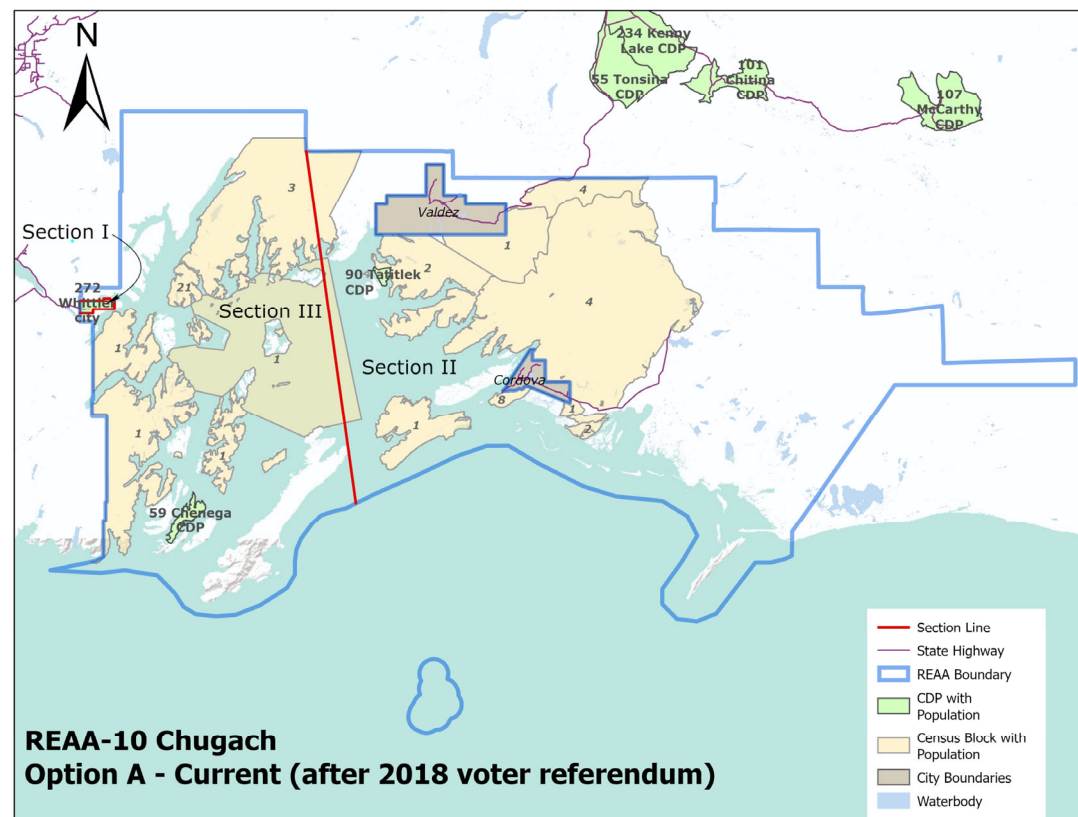 N
234 Kenny
Lake CDP
55 Tonsina
CDP
101
Chitina
CDP
107
McCarthy
CDP
3
Valdez
4
Section I
1
90 Tatitlek
CDP
2
272
Whittier
city
21
Section III
4
1
1
Section II
Cordova
8
1
1
1
2
1
59 Chenega
CDP
Section Line
State Highway
REAA Boundary
CDP with
Population
Census Block with
Population
City Boundaries
Waterbody
REAA-10 Chugach
Option A - Current (after 2018 voter referendum)